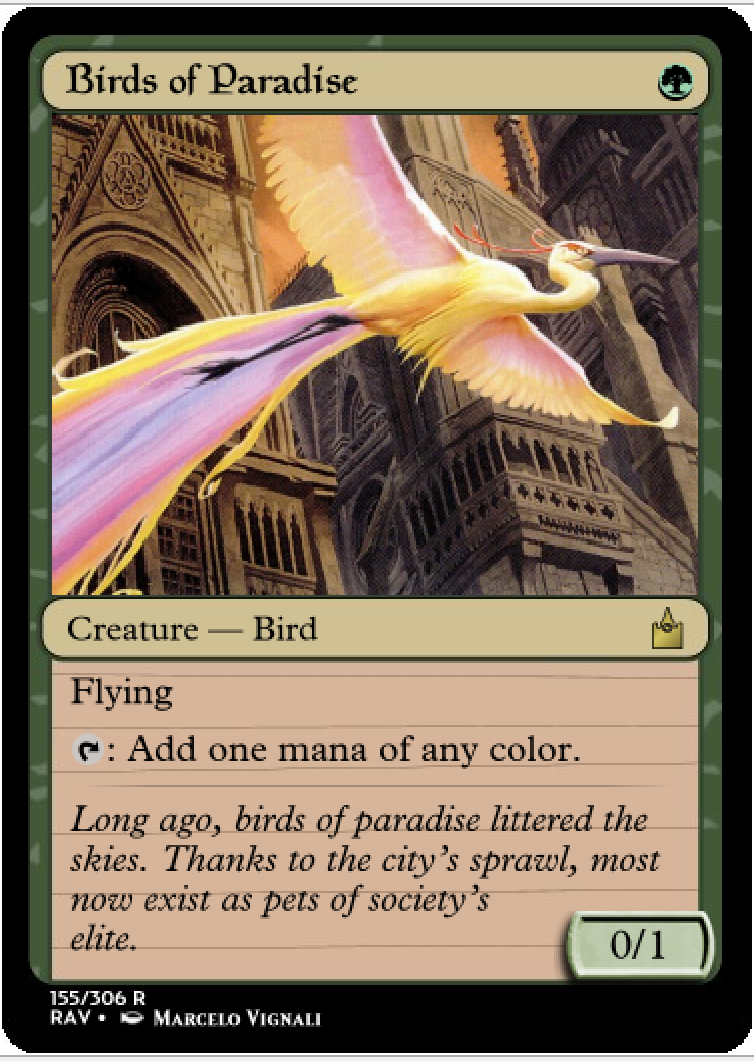 Birds of Paradise
Creature — Bird
Flying
: Add one mana of any color.
Long ago, birds of paradise littered the
skies. Thanks to the city's sprawl, most
now exist as pets of society's
elite.
0/1
155/306 R
RAV • Marcelo Vignali